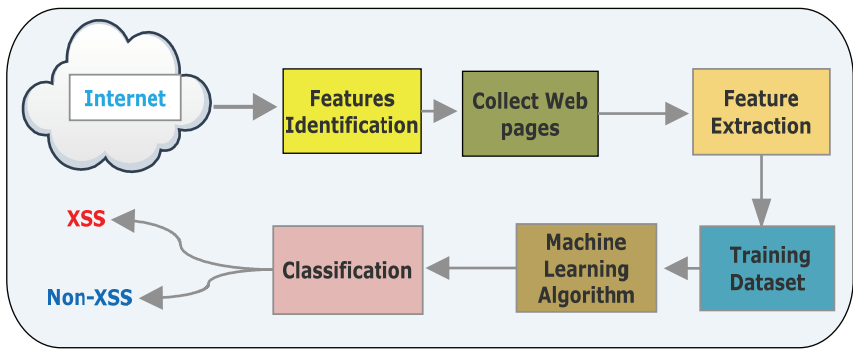 Internet
Features
Identification
Collect Web
pages
Feature
Extraction
Training
Dataset
Machine
Learning
Algorithm
Classification
XSS
Non-XSS